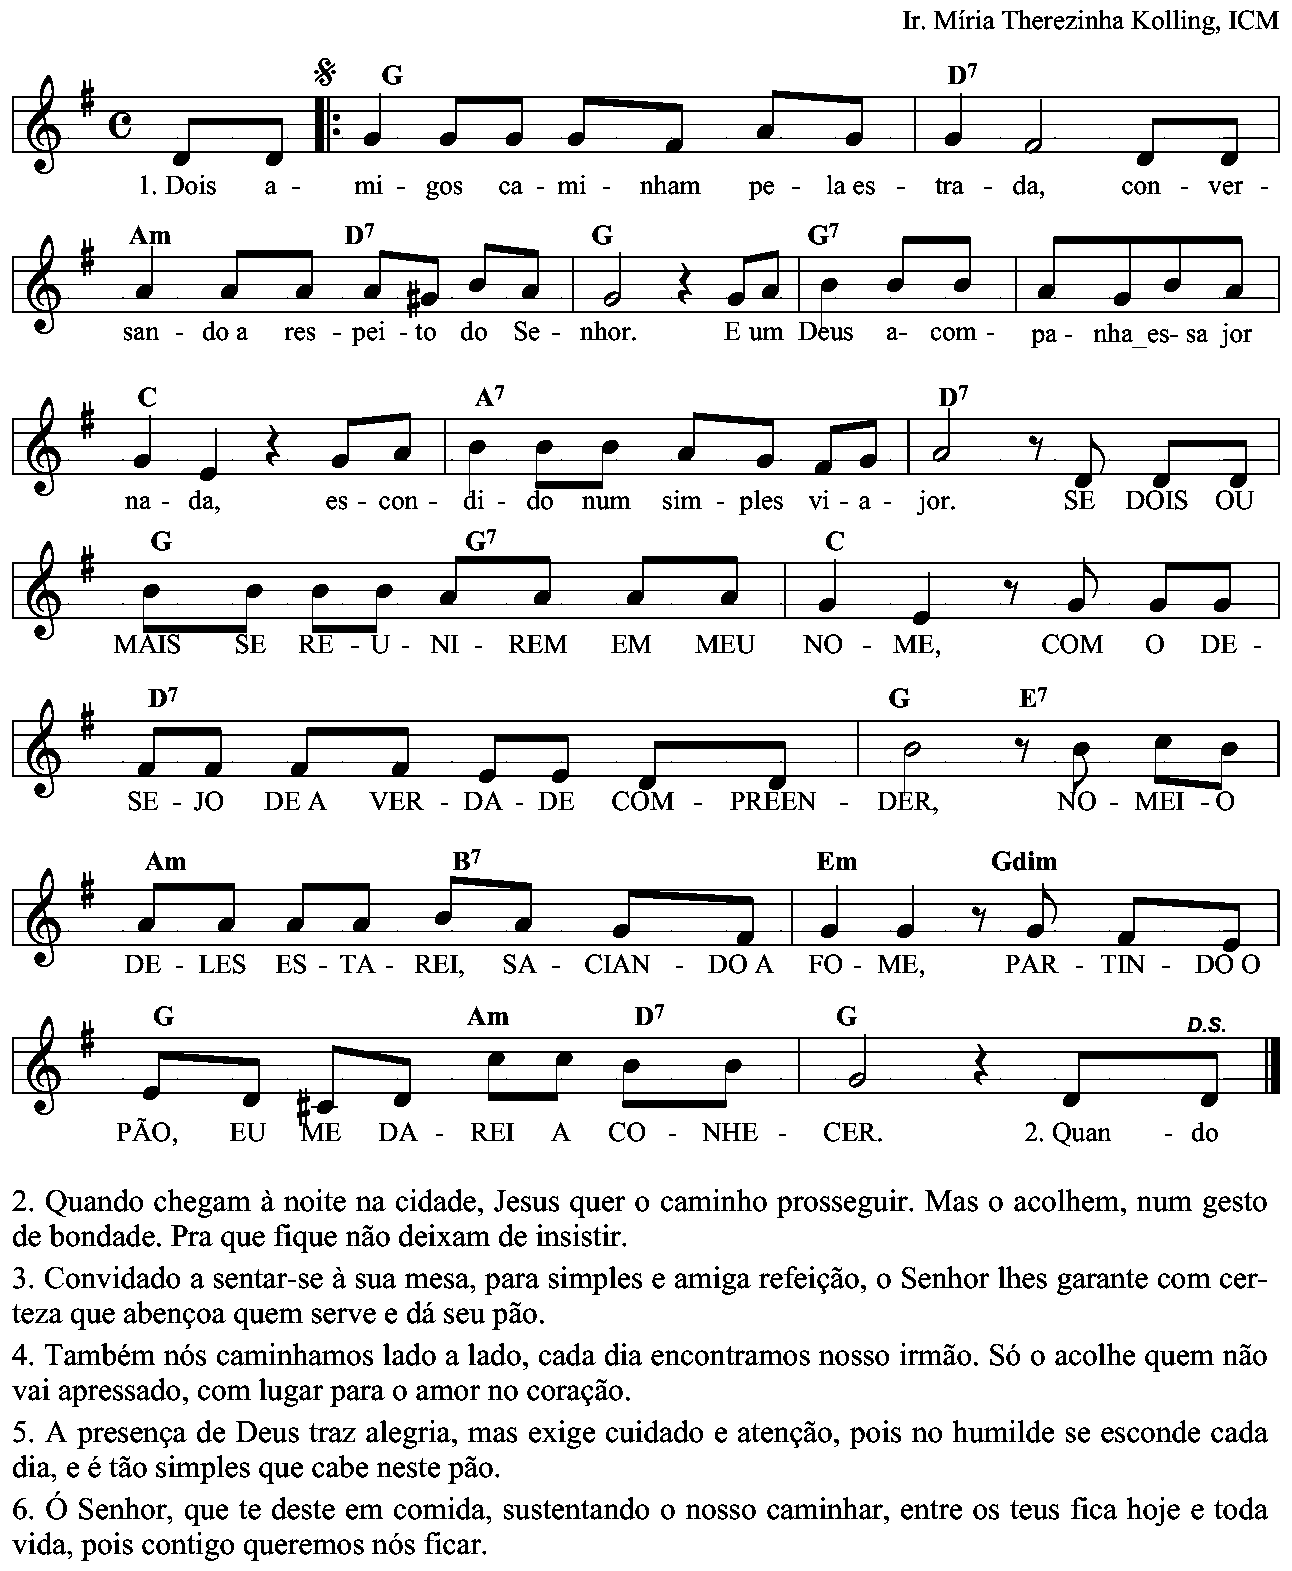 Ir. Míria Therezinha Kolling, ICM
G D7
1. Dois a - mi - gos ca - mi - nham pe - la es - tra - da, con - ver -
Am D7 G G7
san - do a res - pei - to do Se - nhor. E um Deus a- com - pa - nha_es- sa jor
C A7 D7
na - da, es - con - di - do num sim - ples vi - a - jor. SE DOIS OU
G G7 C
MAIS SE RE - U - NI - REM EM MEU NO - ME, COM O DE -
D7 G E7
SE - JO DE A VER - DA - DE COM - PREEN - DER, NO - MEI - O
Am B7 Em Gdim
DE - LES ES - TA - REI, SA - CIAN - DO A FO - ME, PAR - TIN - DO O
G Am D7 G D.S.
PÃO, EU ME DA - REI A CO - NHE - CER. 2. Quan - do
2. Quando chegam à noite na cidade, Jesus quer o caminho prosseguir. Mas o acolhem, num gesto
de bondade. Pra que fique não deixam de insistir.
3. Convidado a sentar-se à sua mesa, para simples e amiga refeição, o Senhor lhes garante com cer-
teza que abençoa quem serve e dá seu pão.
4. Também nós caminhamos lado a lado, cada dia encontramos nosso irmão. Só o acolhe quem não
vai apressado, com lugar para o amor no coração.
5. A presença de Deus traz alegria, mas exige cuidado e atenção, pois no humilde se esconde cada
dia, e é tão simples que cabe neste pão.
6. Ó Senhor, que te deste em comida, sustentando o nosso caminhar, entre os teus fica hoje e toda
vida, pois contigo queremos nós ficar.